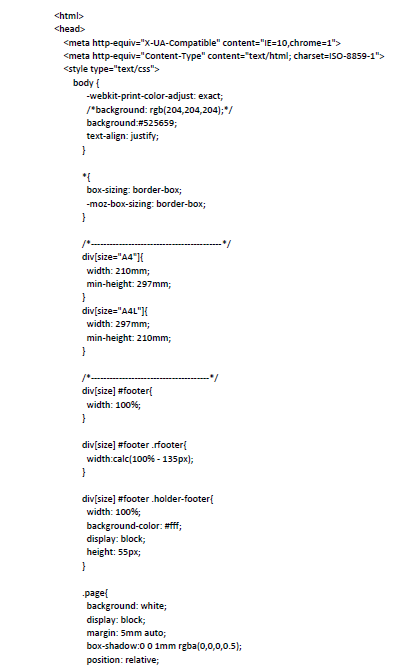 <html>
<head>
<meta http-equiv="X-UA-Compatible" content="IE=10,chrome=1">
<meta http-equiv="Content-Type" content="text/html; charset=ISO-8859-1">
<style type="text/css">
body {
-webkit-print-color-adjust: exact;
/*background: rgb(204,204,204);*/
background:#525659;
text-align: justify;
}
*{
box-sizing: border-box;
-moz-box-sizing: border-box;
}
/*------------------------------------------*/
div[size="A4"]{
width: 210mm;
min-height: 297mm;
}
div[size="A4L"]{
width: 297mm;
min-height: 210mm;
}
/*--------------------------------------*/
div[size] #footer{
width: 100%;
}
div[size] #footer .rfooter{
width:calc(100% - 135px);
}
div[size] #footer .holder-footer{
width: 100%;
background-color: #fff;
display: block;
height: 55px;
}
.page{
background: white;
display: block;
margin: 5mm auto;
box-shadow:0 0 1mm rgba(0,0,0,0.5);
position: relative;